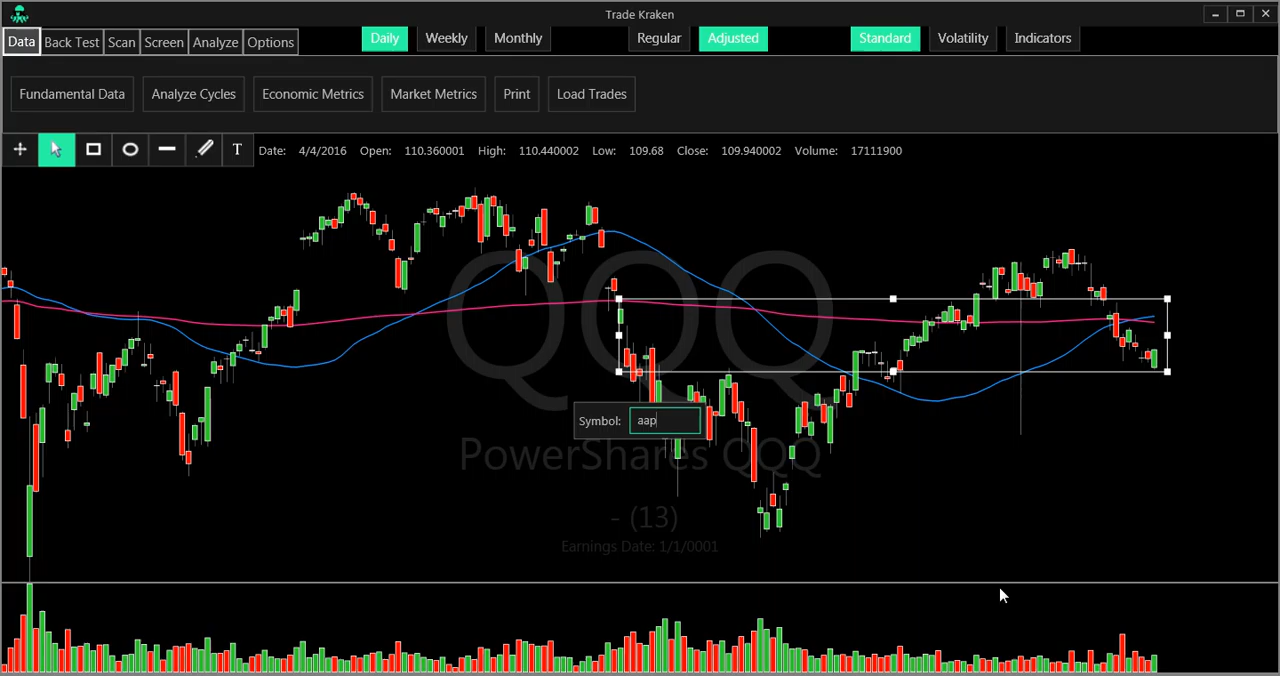 Trade Kraken
Data Back Test Scan Screen Analyze Options Daily Weekly Monthly Regular Adjusted Standard Volatility Indicators
Fundamental Data Analyze Cycles Economic Metrics Market Metrics Print Load Trades
T Date: 4/4/2016 Open: 110.360001 High: 110.440002 Low: 109.68 Close: 109.940002 Volume: 17111900
QQQ
Symbol: aap
PowerShares QQQ
- (13)
Earnings Date: 1/1/0001